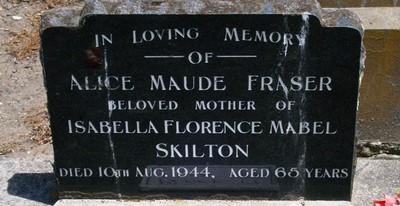 IN LOVING MEMORY
OF
ALICE MAUDE FRASER
BELOVED MOTHER OF
ISABELLA FLORENCE MABEL
SKILTON
DIED 10TH AUG. 1944, AGED 65 YEARS